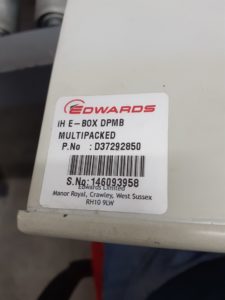 EDWARDS
iH E-BOX DPMB
MULTIPACKED
P.No : D37292850
S.No:146093958
Edwards Limited
Manor Royal, Crawley, West Sussex
RH10 9LW